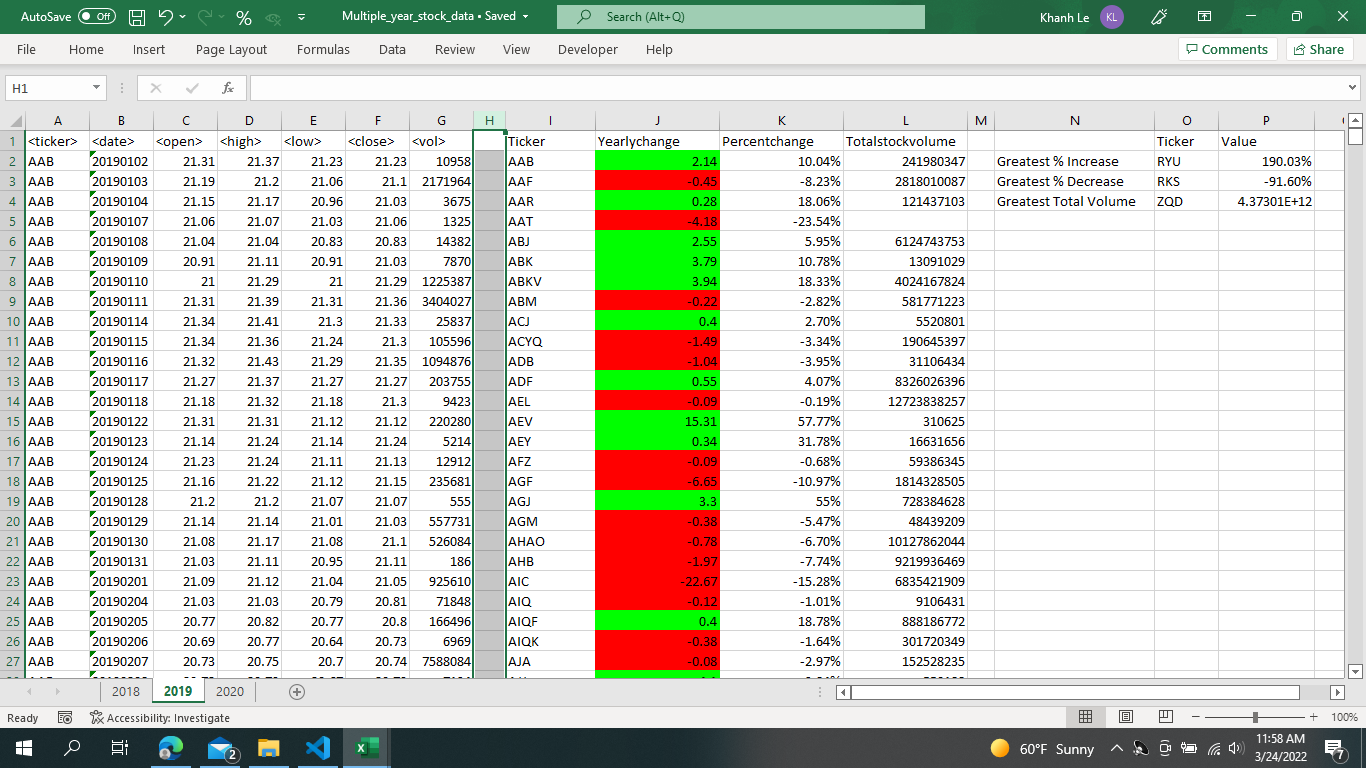 AutoSave Off Multiple_year_stock_data • Saved Search (Alt+Q) Khanh Le KL
File Home Insert Page Layout Formulas Data Review View Developer Help Comments Share
H1 fx
A B C D E F G H I J K L M N O P
1 <ticker> <date> <open> <high> <low> <close> <vol> Ticker Yearlychange Percentchange Totalstockvolume Ticker Value
2 AAB 20190102 21.31 21.37 21.23 21.23 10958 AAB 2.14 10.04% 241980347 Greatest % Increase RYU 190.03%
3 AAB 20190103 21.19 21.2 21.06 21.1 2171964 AAF -0.45 -8.23% 2818010087 Greatest % Decrease RKS -91.60%
4 AAB 20190104 21.15 21.17 20.96 21.03 3675 AAR 0.28 18.06% 121437103 Greatest Total Volume ZQD 4.37301E+12
5 AAB 20190107 21.06 21.07 21.03 21.06 1325 AAT -4.18 -23.54%
6 AAB 20190108 21.04 21.04 20.83 20.83 14382 ABJ 2.55 5.95% 6124743753
7 AAB 20190109 20.91 21.11 20.91 21.03 7870 ABK 3.79 10.78% 13091029
8 AAB 20190110 21 21.29 21 21.29 1225387 ABKV 3.94 18.33% 4024167824
9 AAB 20190111 21.31 21.39 21.31 21.36 3404027 ABM -0.22 -2.82% 581771223
10 AAB 20190114 21.34 21.41 21.3 21.33 25837 ACJ 0.4 2.70% 5520801
11 AAB 20190115 21.34 21.36 21.24 21.3 105596 ACYQ -1.49 -3.34% 190645397
12 AAB 20190116 21.32 21.43 21.29 21.35 1094876 ADB -1.04 -3.95% 31106434
13 AAB 20190117 21.27 21.37 21.27 21.27 203755 ADF 0.55 4.07% 8326026396
14 AAB 20190118 21.18 21.32 21.18 21.3 9423 AEL -0.09 -0.19% 12723838257
15 AAB 20190122 21.31 21.31 21.12 21.12 220280 AEV 15.31 57.77% 310625
16 AAB 20190123 21.14 21.24 21.14 21.24 5214 AEY 0.34 31.78% 16631656
17 AAB 20190124 21.23 21.24 21.11 21.13 12912 AFZ -0.09 -0.68% 59386345
18 AAB 20190125 21.16 21.22 21.12 21.15 235681 AGF -6.65 -10.97% 1814328505
19 AAB 20190128 21.2 21.2 21.07 21.07 555 AGJ 3.3 55% 728384628
20 AAB 20190129 21.14 21.14 21.01 21.03 557731 AGM -0.38 -5.47% 48439209
21 AAB 20190130 21.08 21.17 21.08 21.1 526084 AHAO -0.78 -6.70% 10127862044
22 AAB 20190131 21.03 21.11 20.95 21.11 186 AHB -1.97 -7.74% 9219936469
23 AAB 20190201 21.09 21.12 21.04 21.05 925610 AIC -22.67 -15.28% 6835421909
24 AAB 20190204 21.03 21.03 20.79 20.81 71848 AIQ -0.12 -1.01% 9106431
25 AAB 20190205 20.77 20.82 20.77 20.8 166496 AIQF 0.4 18.78% 888186772
26 AAB 20190206 20.69 20.77 20.64 20.73 6969 AIQK -0.38 -1.64% 301720349
27 AAB 20190207 20.73 20.75 20.7 20.74 7588084 AJA -0.08 -2.97% 152528235
2018 2019 2020
Ready Accessibility: Investigate 100%
2 60°F Sunny 11:58 AM
3/24/2022 7